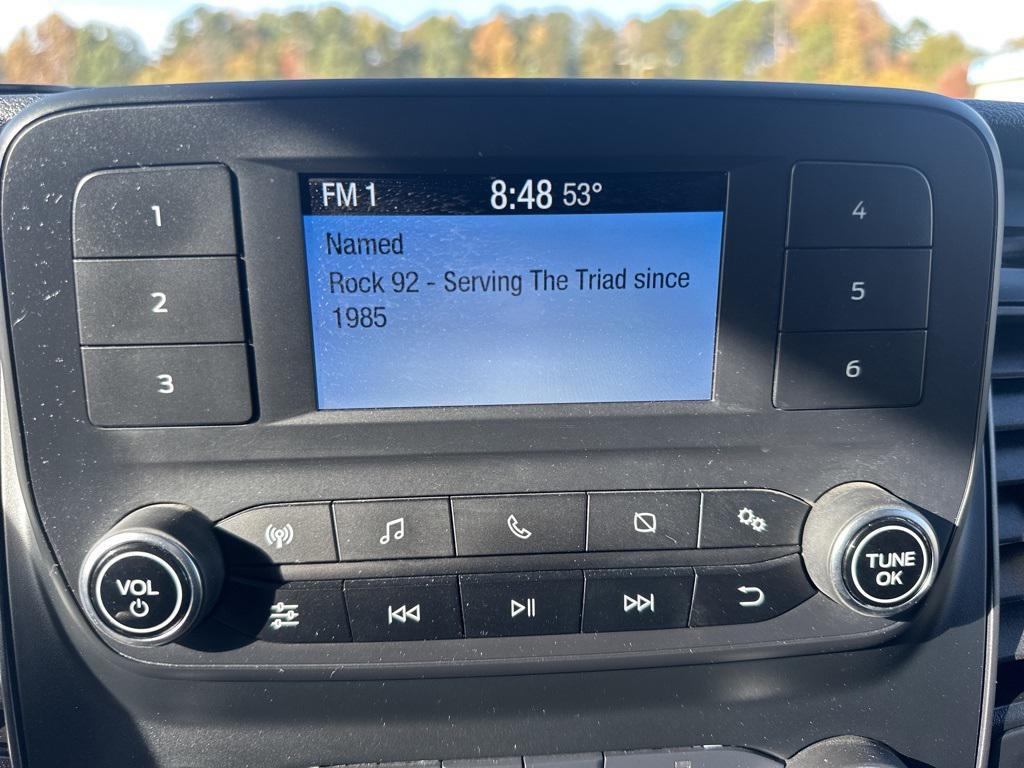 FM 1 8:48 53°
Named
Rock 92 - Serving The Triad since
1985
1
2
3
4
5
6
VOL
TUNE
OK